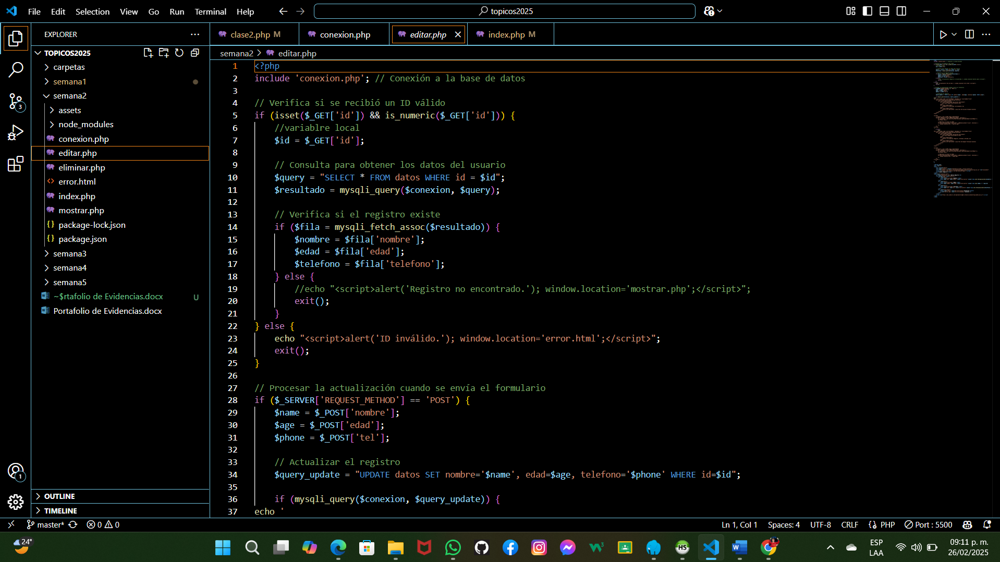 File Edit Selection View Go Run Terminal Help
topicos2025
EXPLORER
TOPICOS2025
carpetas
semana1
semana2
assets
node_modules
conexion.php
editar.php
eliminar.php
error.html
index.php
mostrar.php
package-lock.json
package.json
semana3
semana4
semana5
~$rtafolio de Evidencias.docx U
Portafolio de Evidencias.docx
OUTLINE
TIMELINE
3
1
clase2.php M
conexion.php
editar.php
index.php M
semana2 > editar.php
1 <?php
2 include 'conexion.php'; // Conexión a la base de datos
3
4 // Verifica si se recibió un ID válido
5 if (isset($_GET['id']) && is_numeric($_GET['id'])) {
6 //variablre local
7 $id = $_GET['id'];
8
9 // Consulta para obtener los datos del usuario
10 $query = "SELECT * FROM datos WHERE id = $id";
11 $resultado = mysqli_query($conexion, $query);
12
13 // Verifica si el registro existe
14 if ($fila = mysqli_fetch_assoc($resultado)) {
15 $nombre = $fila['nombre'];
16 $edad = $fila['edad'];
17 $telefono = $fila['telefono'];
18 } else {
19 //echo "<script>alert('Registro no encontrado.'); window.location='mostrar.php';</script>";
20 exit();
21 }
22 } else {
23 echo "<script>alert('ID inválido.'); window.location='error.html';</script>";
24 exit();
25 }
26
27 // Procesar la actualización cuando se envía el formulario
28 if ($_SERVER['REQUEST_METHOD'] == 'POST') {
29 $name = $_POST['nombre'];
30 $age = $_POST['edad'];
31 $phone = $_POST['tel'];
32
33 // Actualizar el registro
34 $query_update = "UPDATE datos SET nombre='$name', edad=$age, telefono='$phone' WHERE id=$id";
35
36 if (mysqli_query($conexion, $query_update)) {
37 echo '
master* 0 0
Ln 1, Col 1 Spaces: 4 UTF-8 CRLF {} PHP Port : 5500
24°
HS
W3
ESP
LAA
09:11 p. m.
26/02/2025